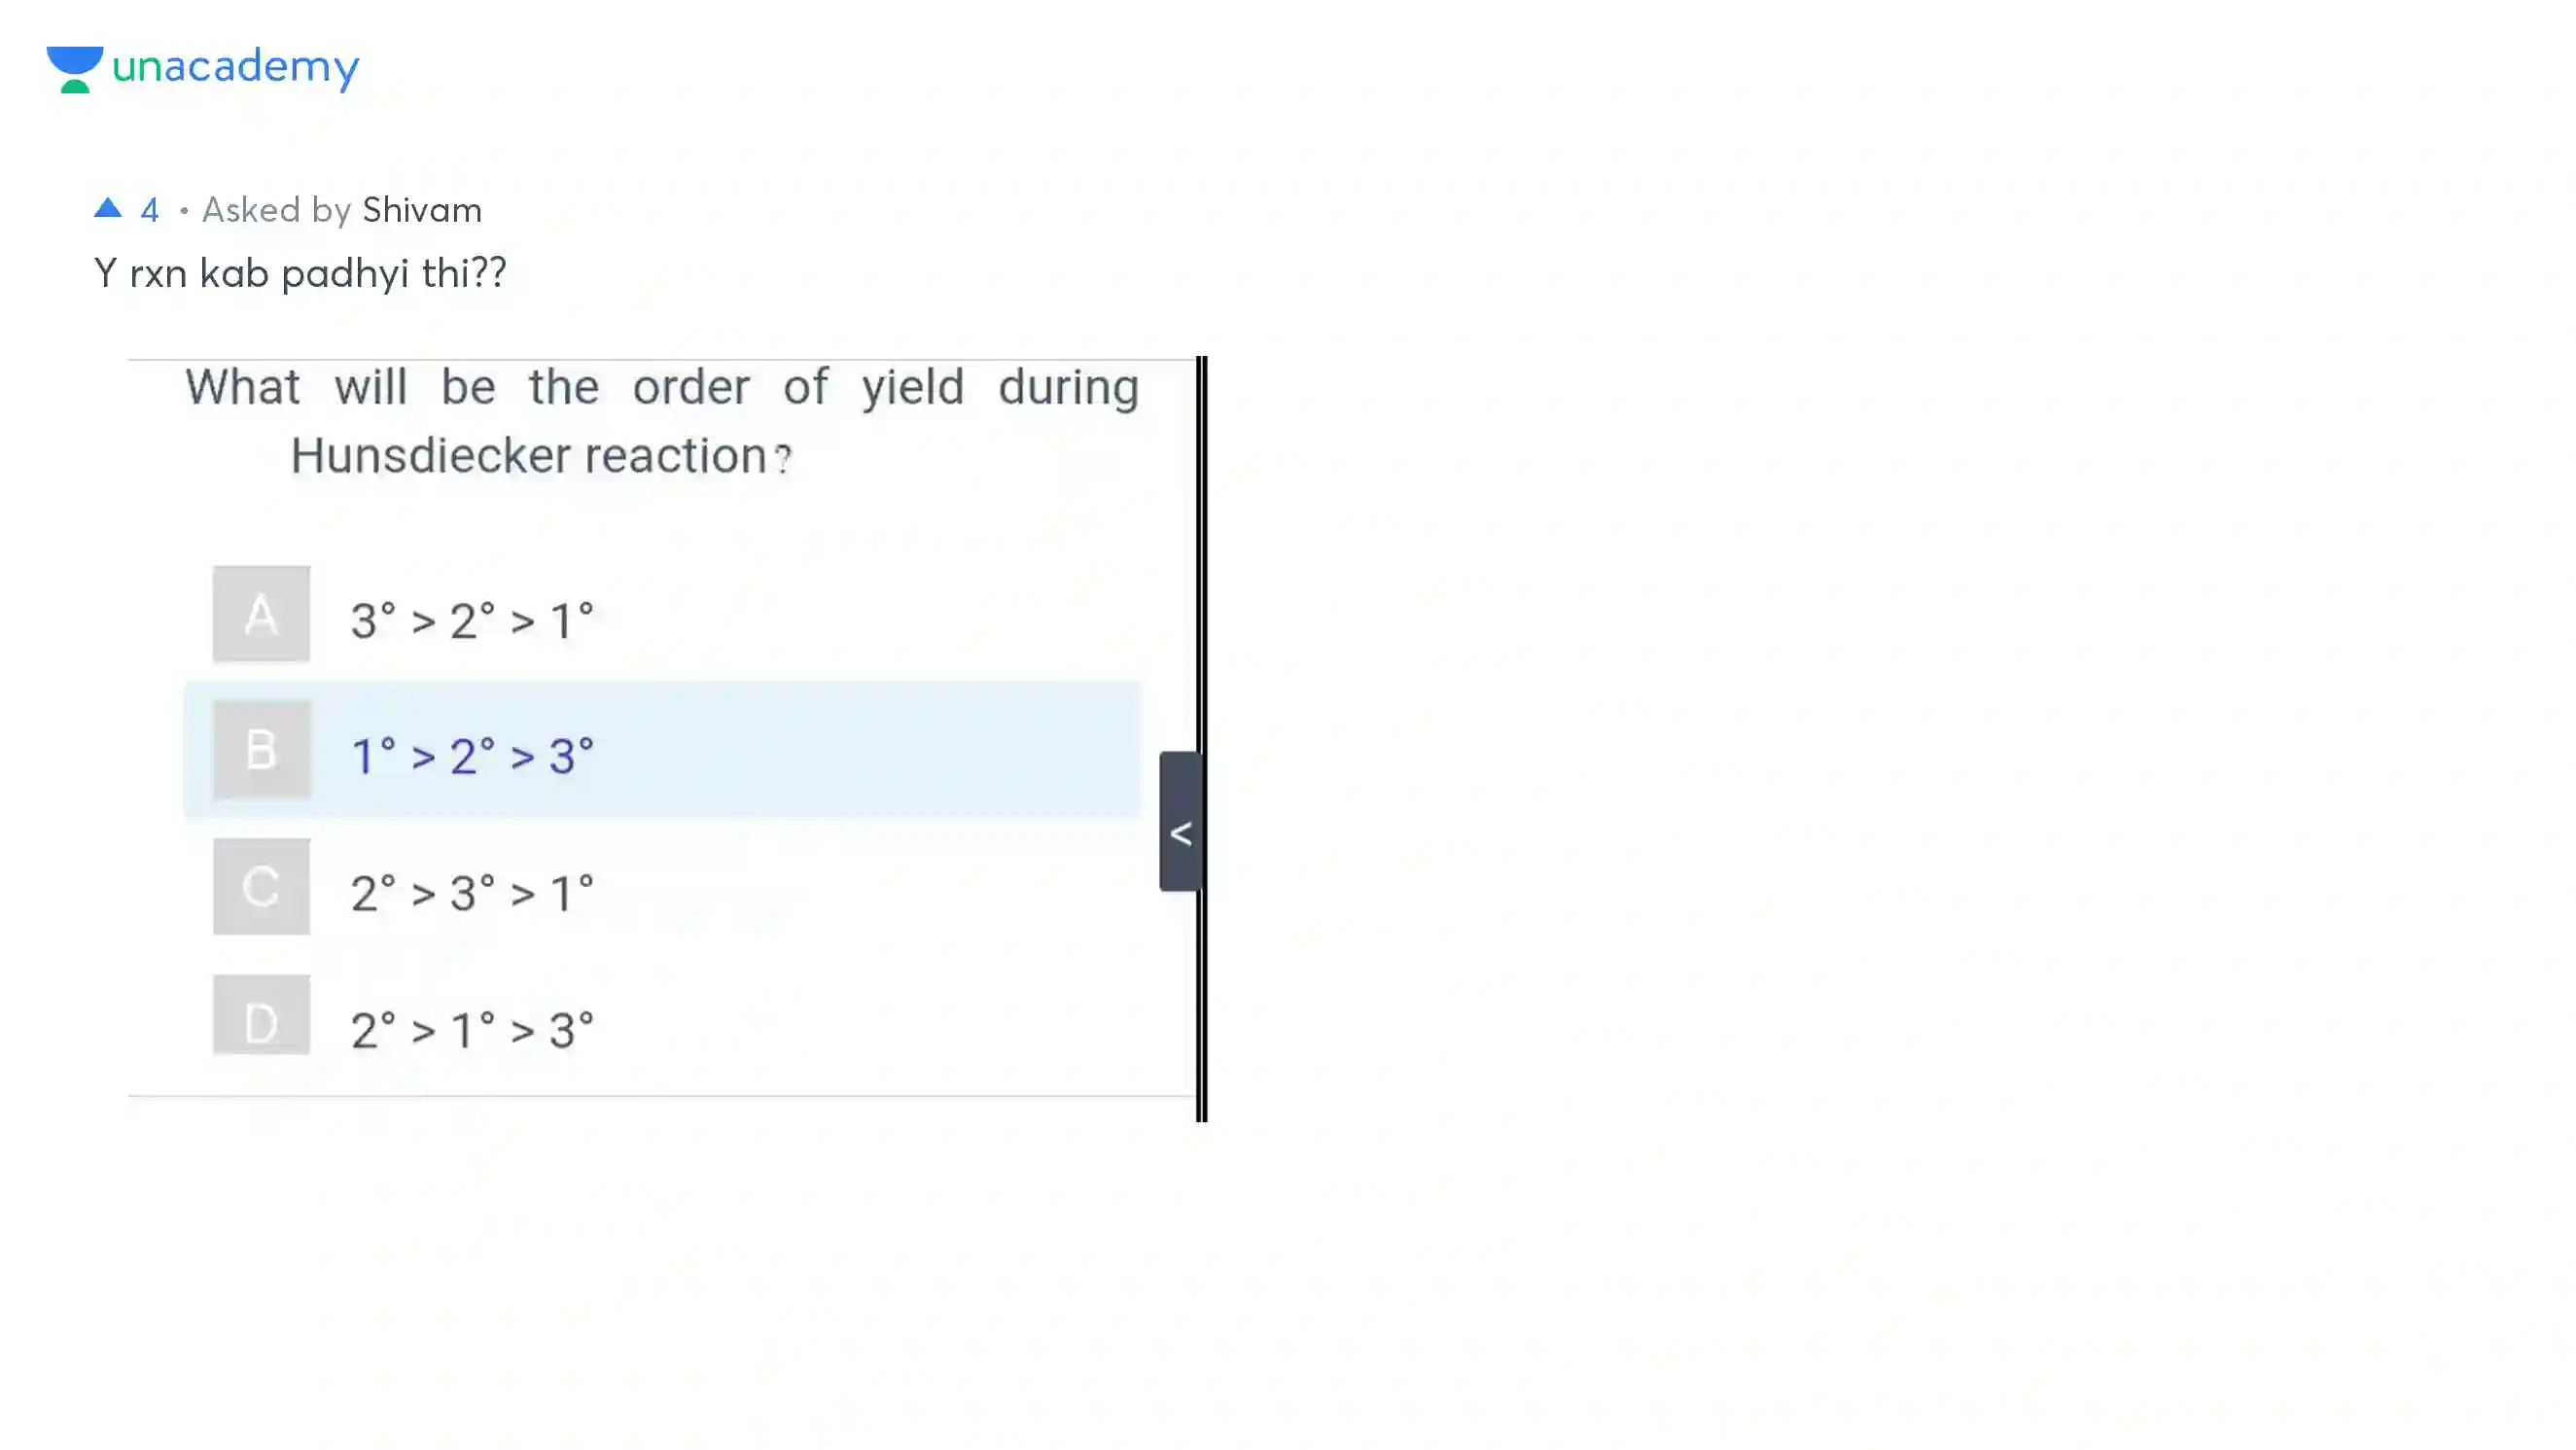 unacademy
▲ 4 • Asked by Shivam
Y rxn kab padhyi thi??
What will be the order of yield during
Hunsdiecker reaction?
A 3° > 2° > 1°
B 1° > 2° > 3°
<
C 2° > 3° > 1°
D 2° > 1° > 3°